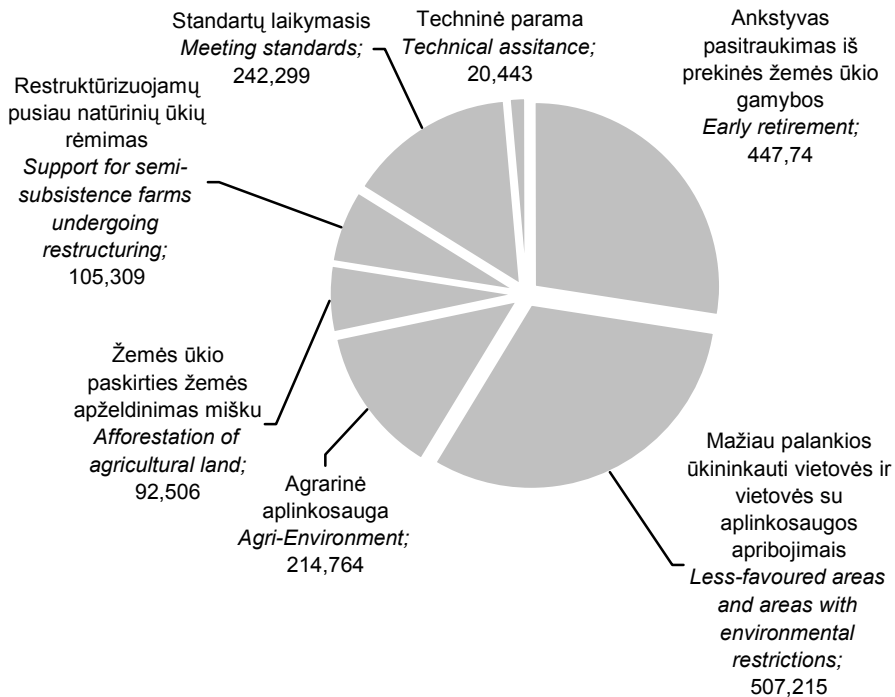 Standartų laikymasis
Meeting standards;
242,299
Techninė parama
Technical assitance;
20,443
Ankstyvas
pasitraukimas iš
prekinės žemės ūkio
gamybos
Early retirement;
447,74
Restruktūrizuojamų
pusiau natūrinių ūkių
rėmimas
Support for semi-
subsistence farms
undergoing
restructuring;
105,309
Žemės ūkio
paskirties žemės
apželdinimas mišku
Afforestation of
agricultural land;
92,506
Agrarinė
aplinkosauga
Agri-Environment;
214,764
Mažiau palankios
ūkininkauti vietovės ir
vietovės su
aplinkosaugos
apribojimais
Less-favoured areas
and areas with
environmental
restrictions;
507,215